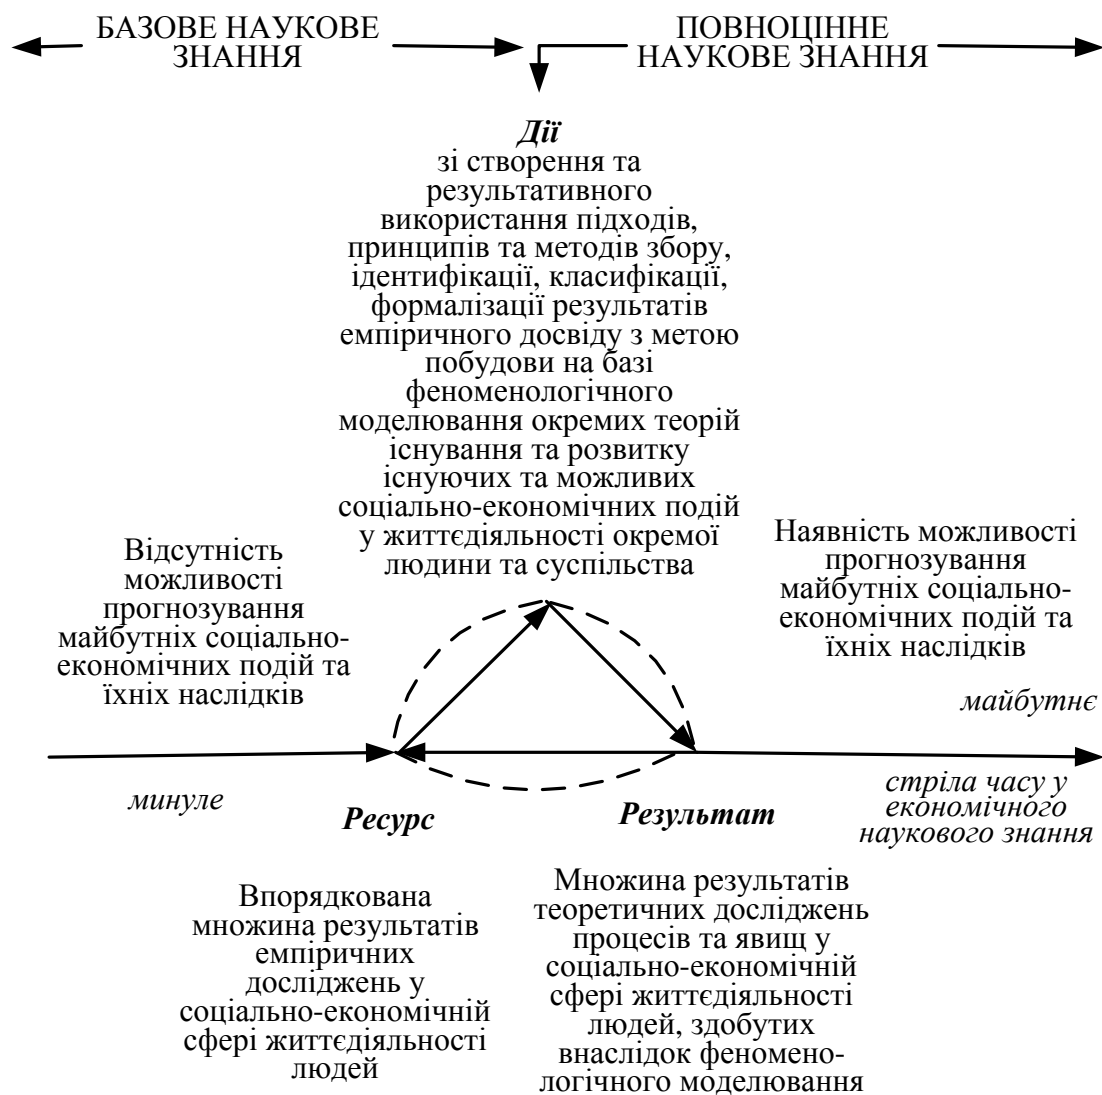 БАЗОВЕ НАУКОВЕ
ЗНАННЯ
ПОВНОЦІННЕ
НАУКОВЕ ЗНАННЯ
Дії
зі створення та
результативного
використання підходів,
принципів та методів збору,
ідентифікації, класифікації,
формалізації результатів
емпіричного досвіду з метою
побудови на базі
феноменологічного
моделювання окремих теорій
існування та розвитку
існуючих та можливих
соціально-економічних подій
у життєдіяльності окремої
людини та суспільства
Відсутність
можливості
прогнозування
майбутніх соціально-
економічних подій та
їхніх наслідків
Наявність можливості
прогнозування
майбутніх соціально-
економічних подій та
їхніх наслідків
майбутнє
минуле
Ресурс
Результат
стріла часу у
економічного
наукового знання
Впорядкована
множина результатів
емпіричних
досліджень у
соціально-економічній
сфері життєдіяльності
людей
Множина результатів
теоретичних досліджень
процесів та явищ у
соціально-економічній
сфері життєдіяльності
людей, здобутих
внаслідок феномено-
логічного моделювання